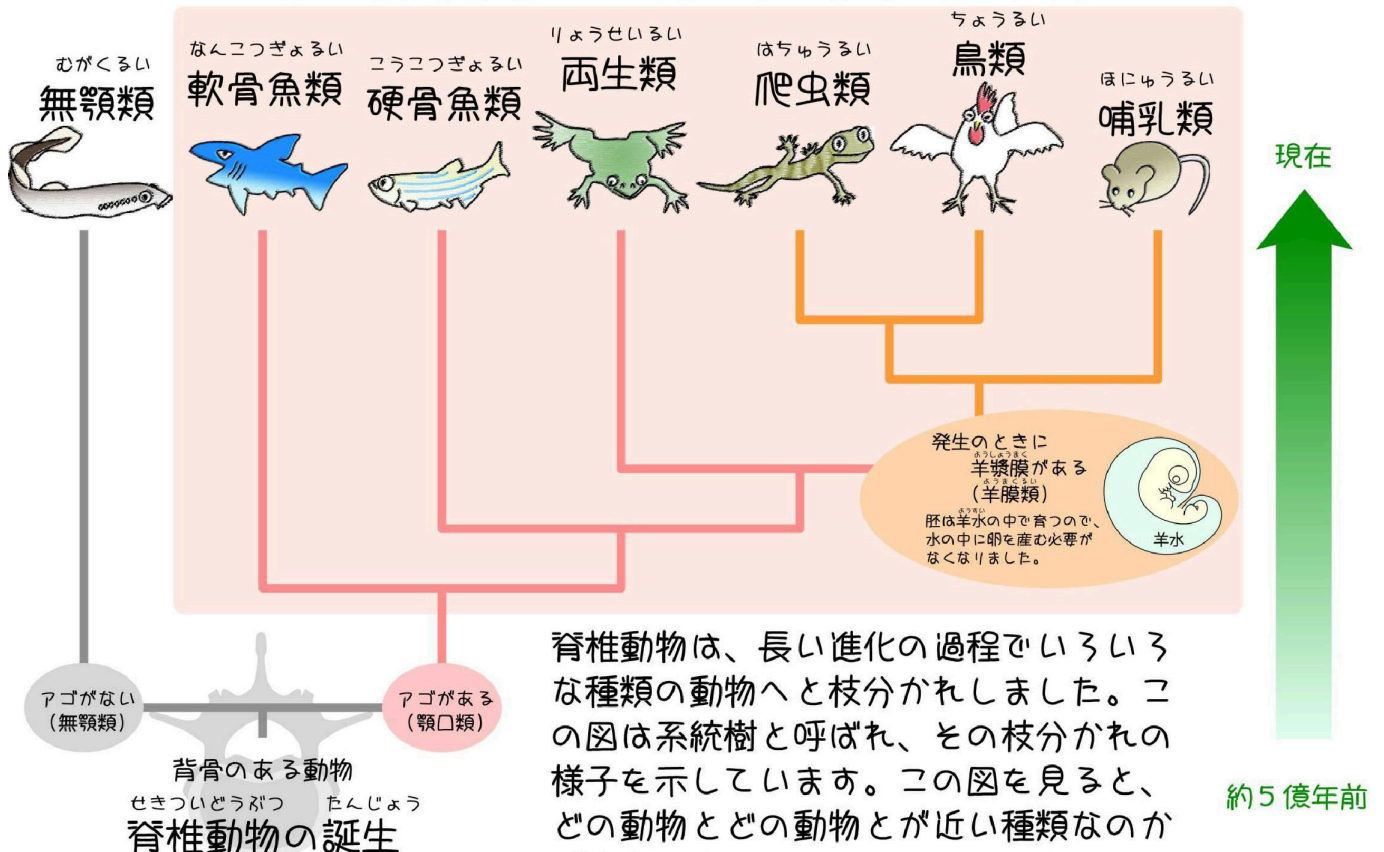 むがくるい
無顎類
なんこつぎょるい
軟骨魚類
こうこつぎょるい
硬骨魚類
りょうせいるい
両生類
はちゅうるい
爬虫類
ちょうるい
鳥類
ほにゅうるい
哺乳類
現在
発生のときに
ようしょうまく
羊漿膜がある
ようまくるい
(羊膜類)
ようすい
胚は羊水の中で育つので、
水の中に卵を産む必要が
なくなりました。
羊水
アゴがない
(無顎類)
アゴがある
(顎口類)
背骨のある動物
せきついどうぶつ たんじょう
脊椎動物の誕生
脊椎動物は、長い進化の過程でいろいろ
な種類の動物へと枝分かれしました。こ
の図は系統樹と呼ばれ、その枝分かれの
様子を示しています。この図を見ると、
どの動物とどの動物とが近い種類なのか
約5億年前